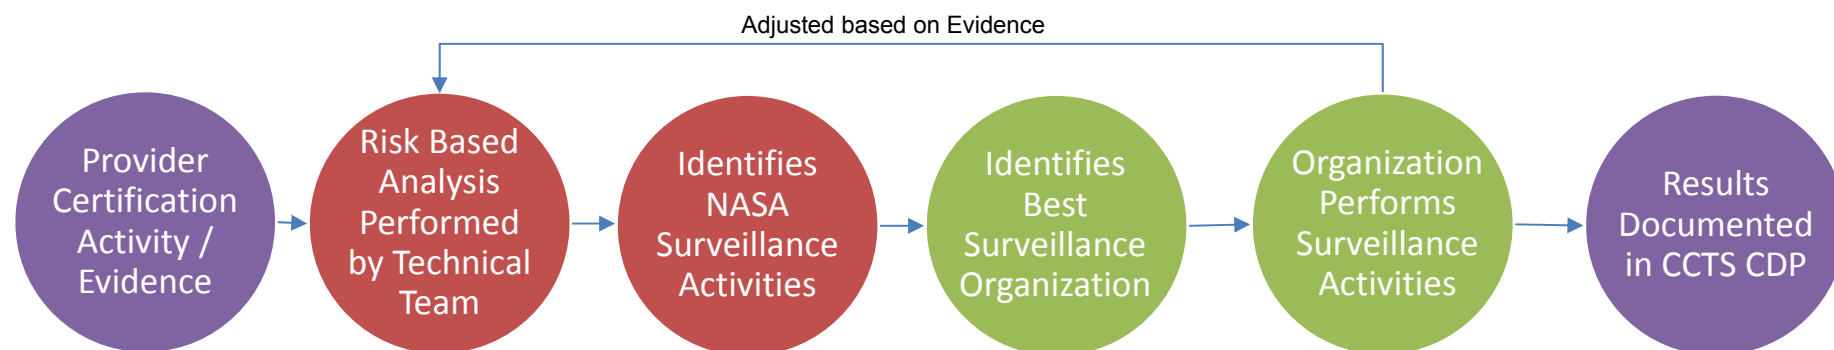 Adjusted based on Evidence
Provider
Certification
Activity /
Evidence
Risk Based
Analysis
Performed
by Technical
Team
Identifies
NASA
Surveillance
Activities
Identifies
Best
Surveillance
Organization
Organization
Performs
Surveillance
Activities
Results
Documented
in CCTS CDP